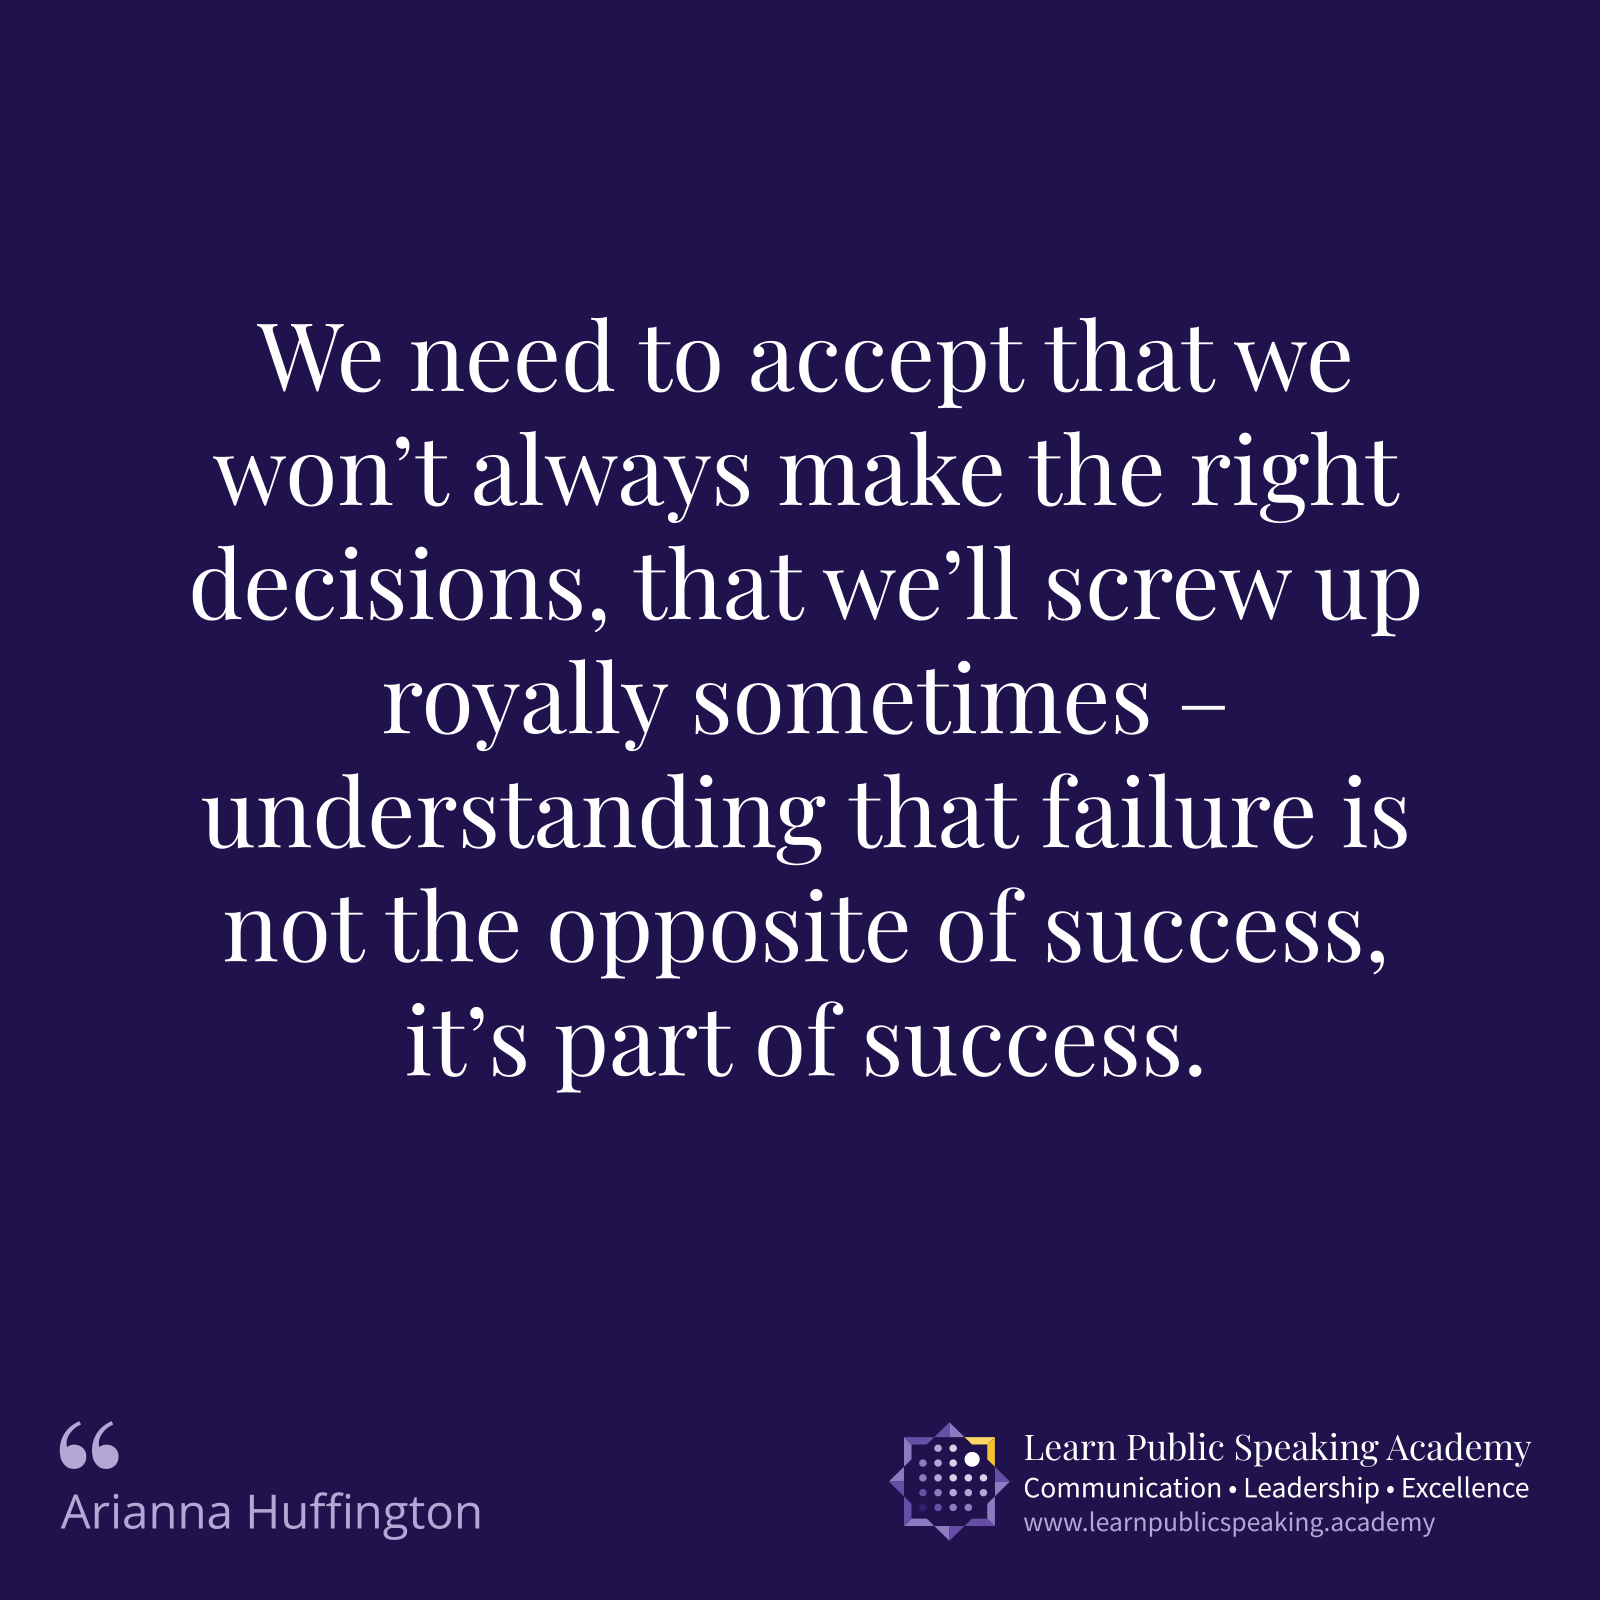 We need to accept that we
won’t always make the right
decisions, that we’ll screw up
royally sometimes –
understanding that failure is
not the opposite of success,
it’s part of success.
“
Arianna Huffington
Learn Public Speaking Academy
Communication • Leadership • Excellence
www.learnpublicspeaking.academy